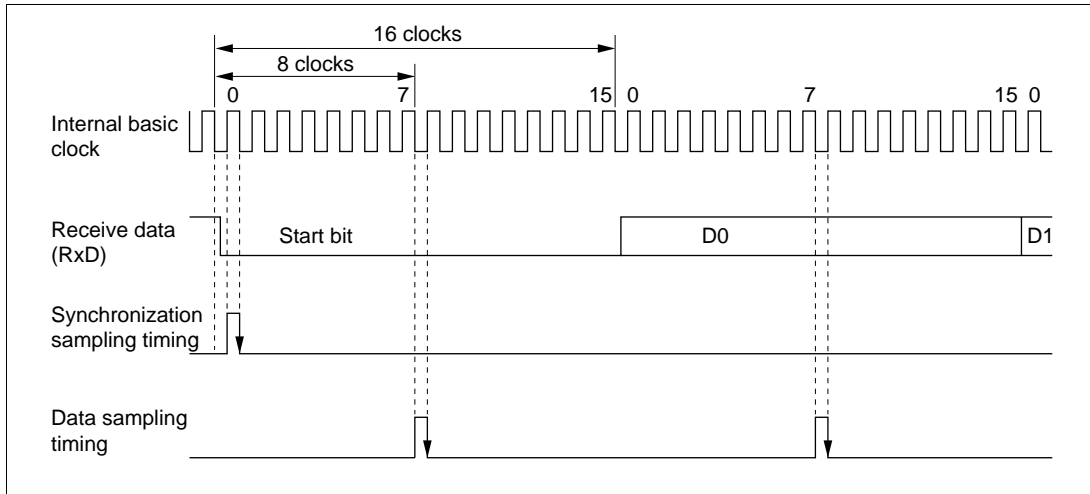 16 clocks
8 clocks
0 7 15 0 7 15 0
Internal basic
clock
Receive data
(RxD)
Start bit D0 D1
Synchronization
sampling timing
Data sampling
timing